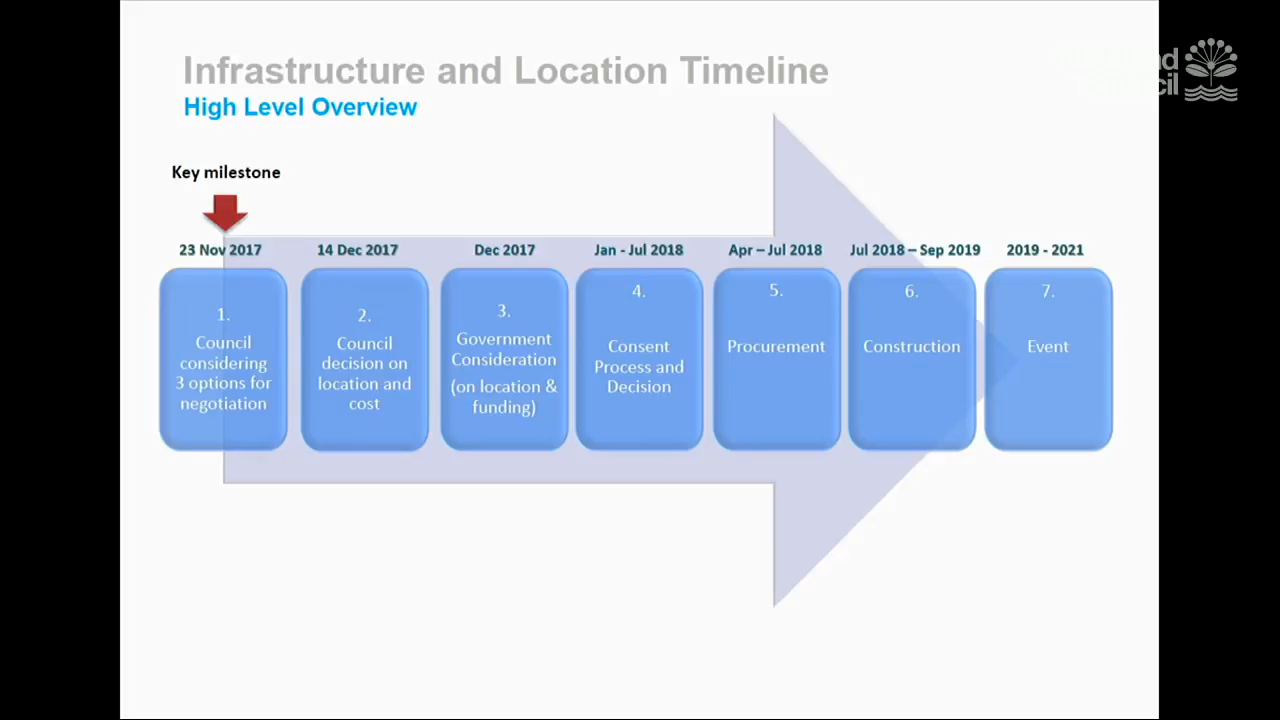 Infrastructure and Location Timeline
High Level Overview
Key milestone
23 Nov 2017
14 Dec 2017
Dec 2017
Jan - Jul 2018
Apr – Jul 2018
Jul 2018 – Sep 2019
2019 - 2021
1.
Council
considering
3 options for
negotiation
2.
Council
decision on
location and
cost
3.
Government
Consideration
(on location &
funding)
4.
Consent
Process and
Decision
5.
Procurement
6.
Construction
7.
Event